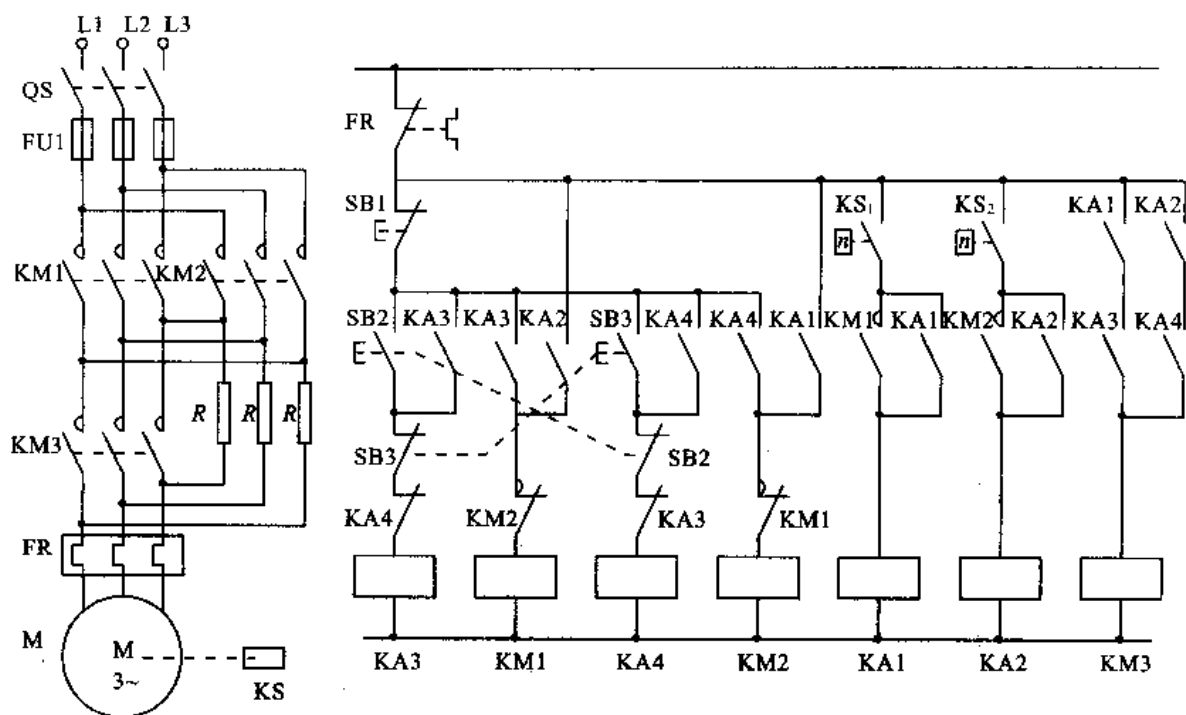 L1 L2 L3
QS
FU1
FR
SB1
KS₁ KS₂ KA1 KA2
n n
KM1 KM2
SB2 KA3 KA3 KA2 SB3 KA4 KA4 KA1 KM1 KA1 KM2 KA2 KA3 KA4
R R R
KM3
SB3 SB2
KA4 KM2 KA3 KM1
FR
M
M
3~
KS
KA3 KM1 KA4 KM2 KA1 KA2 KM3